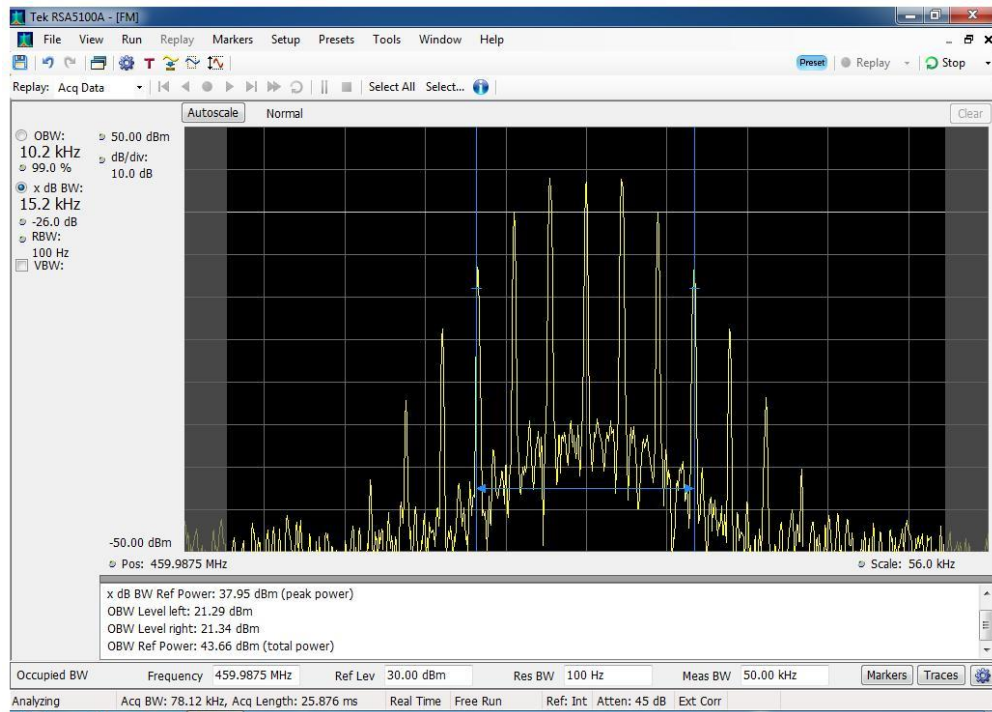 Tek RSA5100A - [FM]
File View Run Replay Markers Setup Presets Tools Window Help
T
Preset Replay Stop
Replay: Acq Data Select All Select...
Autoscale Normal Clear
OBW:
10.2 kHz
99.0 %
x dB BW:
15.2 kHz
-26.0 dB
RBW:
100 Hz
VBW:
50.00 dBm
dB/div:
10.0 dB
-50.00 dBm
Pos: 459.9875 MHz Scale: 56.0 kHz
x dB BW Ref Power: 37.95 dBm (peak power)
OBW Level left: 21.29 dBm
OBW Level right: 21.34 dBm
OBW Ref Power: 43.66 dBm (total power)
Occupied BW Frequency 459.9875 MHz Ref Lev 30.00 dBm Res BW 100 Hz Meas BW 50.00 kHz Markers Traces
Analyzing Acq BW: 78.12 kHz, Acq Length: 25.876 ms Real Time Free Run Ref: Int Atten: 45 dB Ext Corr